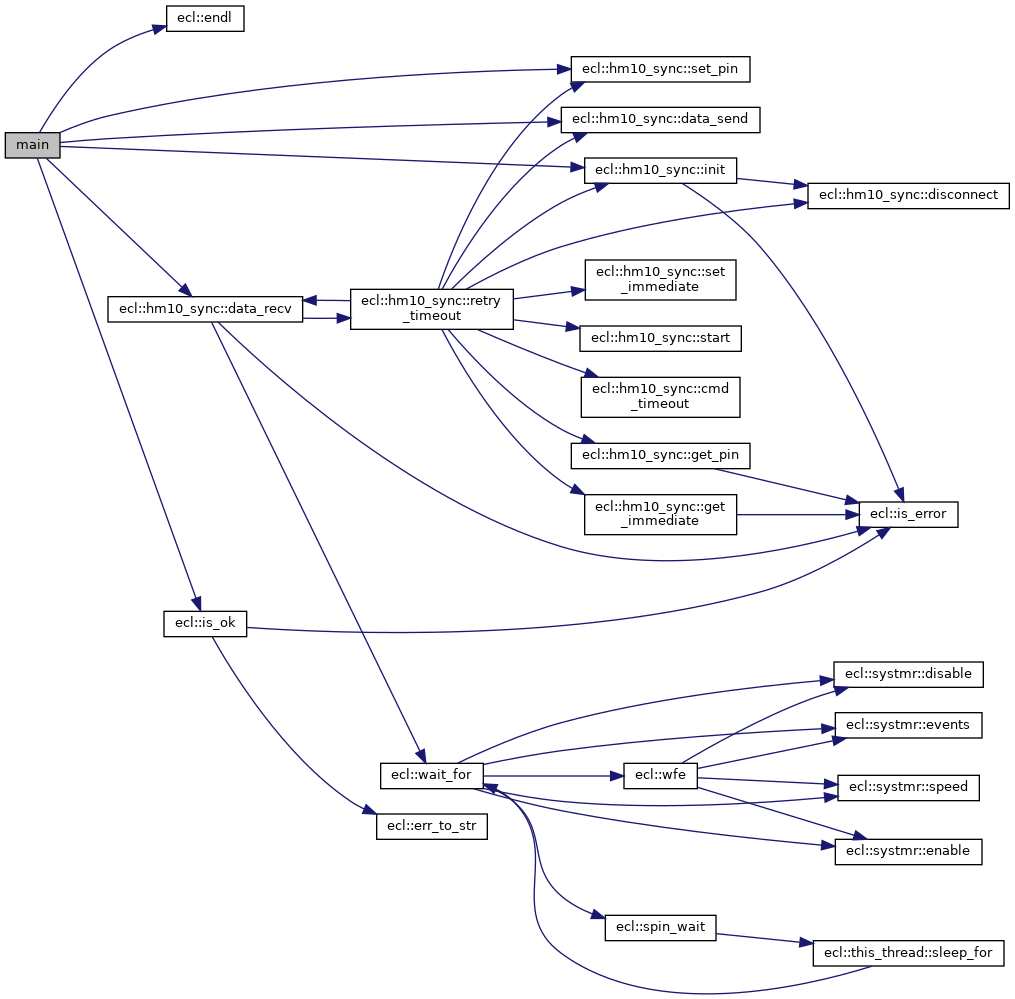 ecl::endl
ecl::hm10_sync::set_pin
ecl::hm10_sync::data_send
main
ecl::hm10_sync::init
ecl::hm10_sync::disconnect
ecl::hm10_sync::set
_immediate
ecl::hm10_sync::data_recv
ecl::hm10_sync::retry
_timeout
ecl::hm10_sync::start
ecl::hm10_sync::cmd
_timeout
ecl::hm10_sync::get_pin
ecl::hm10_sync::get
_immediate
ecl::is_error
ecl::is_ok
ecl::systmr::disable
ecl::systmr::events
ecl::wait_for
ecl::wfe
ecl::systmr::speed
ecl::err_to_str
ecl::systmr::enable
ecl::spin_wait
ecl::this_thread::sleep_for